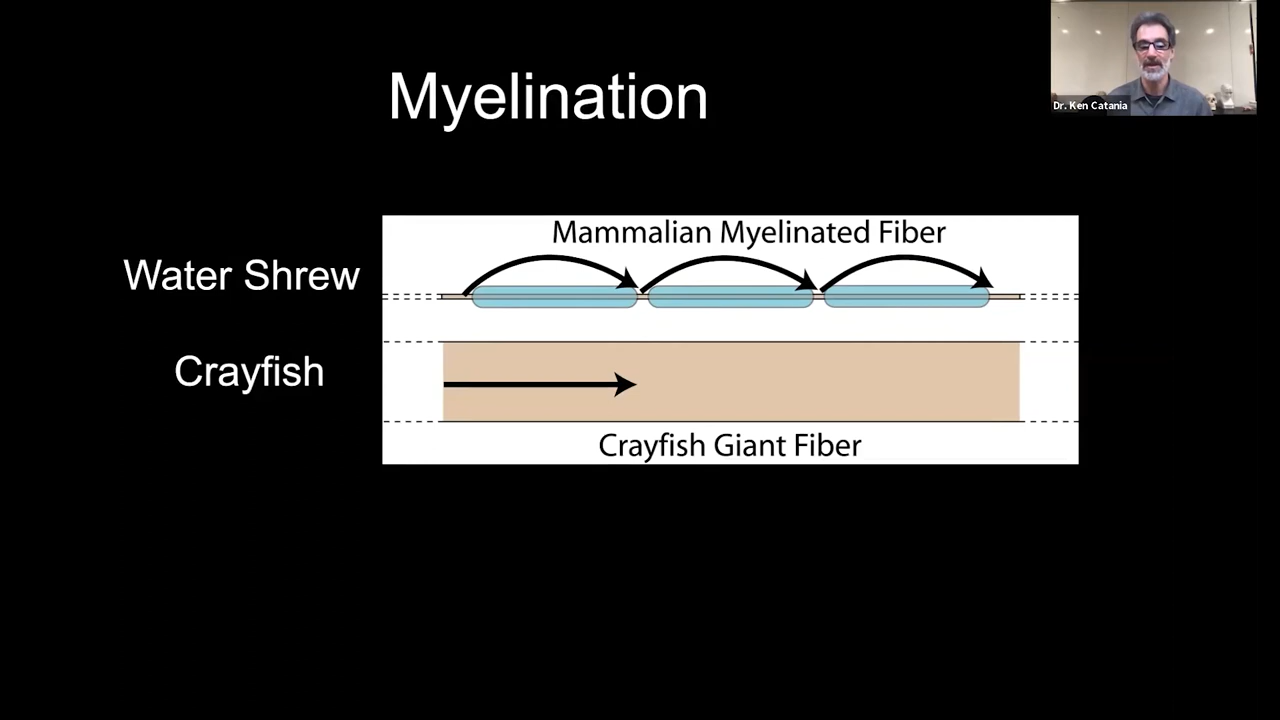 Myelination
Dr. Ken Catania
Mammalian Myelinated Fiber
Water Shrew
Crayfish
Crayfish Giant Fiber